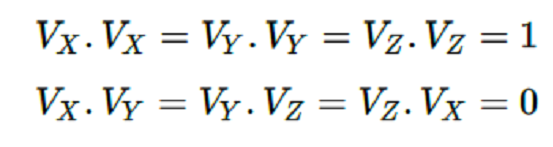 V_X . V_X = V_Y . V_Y = V_Z . V_Z = 1
V_X . V_Y = V_Y . V_Z = V_Z . V_X = 0